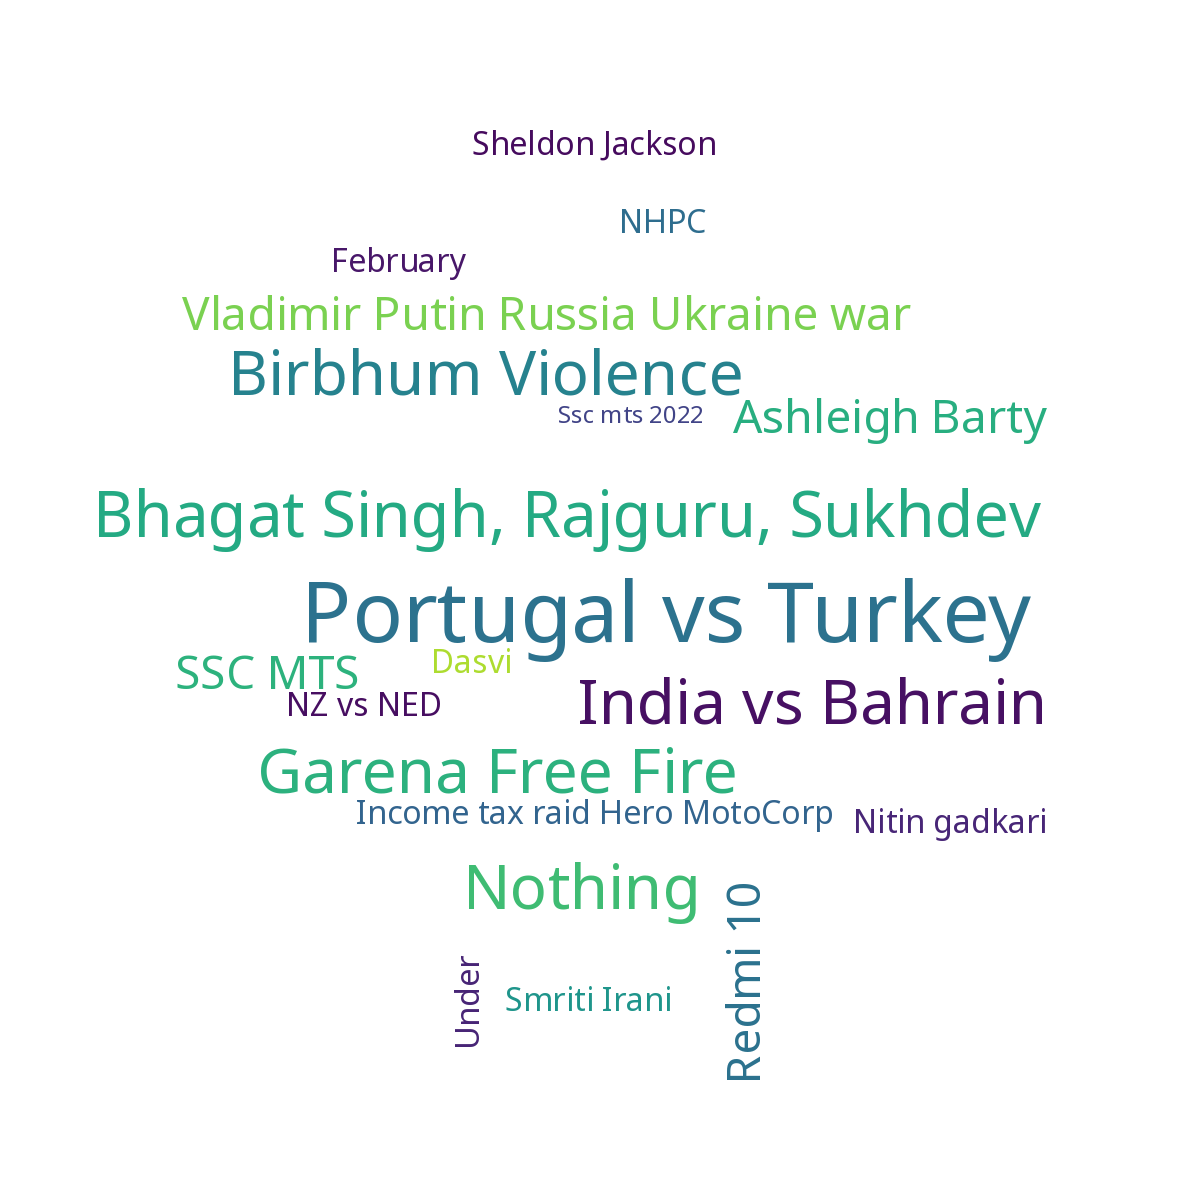 Sheldon Jackson
NHPC
February
Vladimir Putin Russia Ukraine war
Birbhum Violence
Ssc mts 2022
Ashleigh Barty
Bhagat Singh, Rajguru, Sukhdev
Portugal vs Turkey
SSC MTS
Dasvi
NZ vs NED
India vs Bahrain
Garena Free Fire
Income tax raid Hero MotoCorp
Nitin gadkari
Nothing
Redmi 10
Under
Smriti Irani